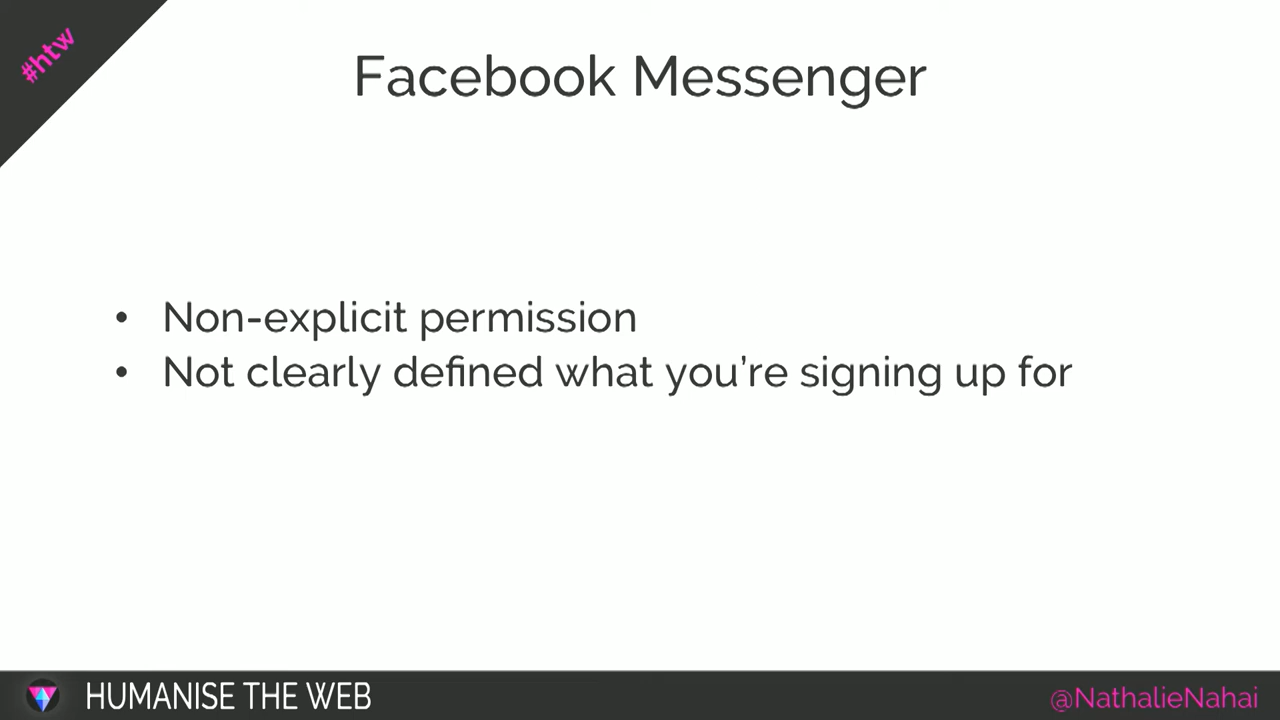 #htw
Facebook Messenger
• Non-explicit permission
• Not clearly defined what you’re signing up for
HUMANISE THE WEB
@NathalieNahai